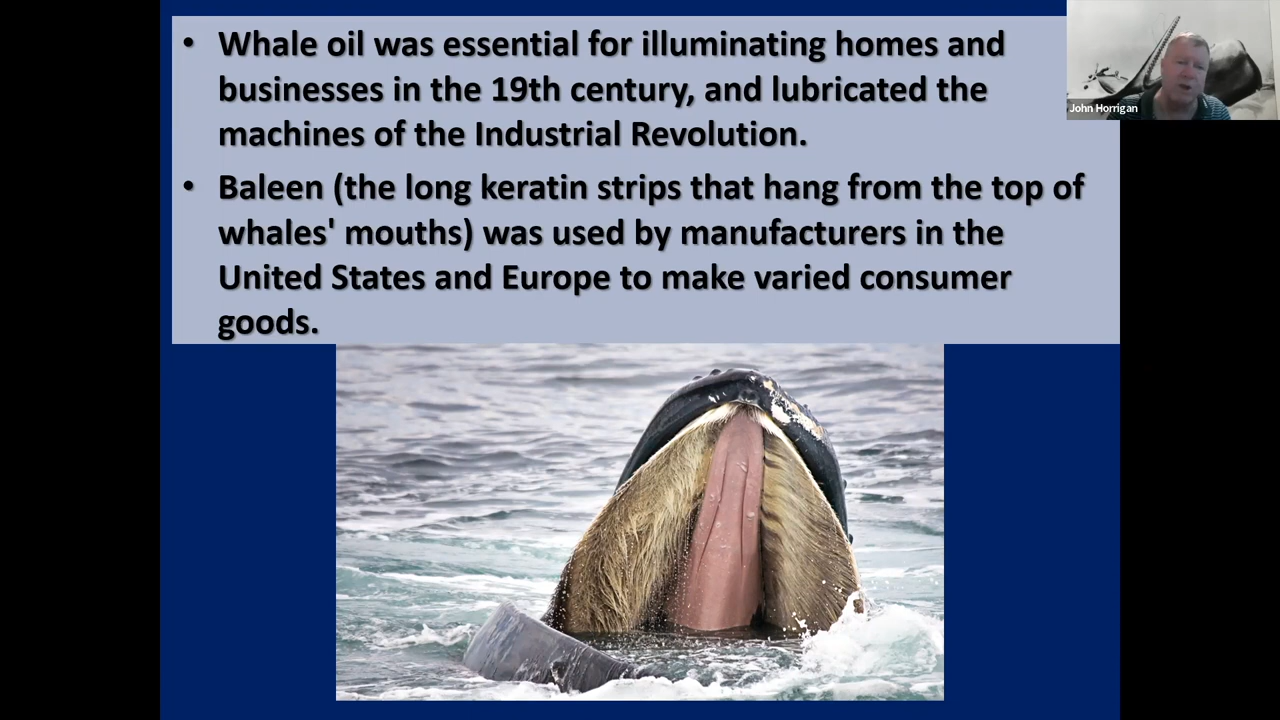 • Whale oil was essential for illuminating homes and
businesses in the 19th century, and lubricated the
machines of the Industrial Revolution.
• Baleen (the long keratin strips that hang from the top of
whales' mouths) was used by manufacturers in the
United States and Europe to make varied consumer
goods.
John Horrigan